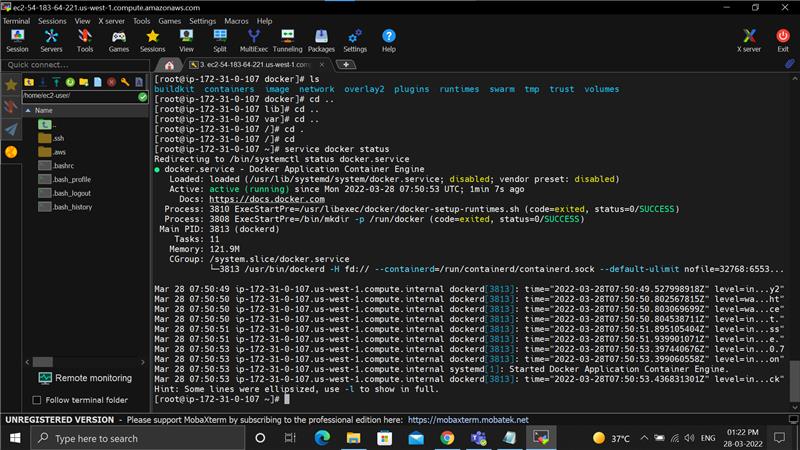 ec2-54-183-64-221.us-west-1.compute.amazonaws.com
Terminal Sessions View X server Tools Games Settings Macros Help
Session Servers Tools Games Sessions View Split MultiExec Tunneling Packages Settings Help X server Exit
Quick connect...
3. ec2-54-183-64-221.us-west-1.com
/home/ec2-user/
Name
..
.ssh
.aws
.bashrc
.bash_profile
.bash_logout
.bash_history
Remote monitoring
Follow terminal folder
[root@ip-172-31-0-107 docker]# ls
buildkit containers image network overlay2 plugins runtimes swarm tmp trust volumes
[root@ip-172-31-0-107 docker]# cd ..
[root@ip-172-31-0-107 lib]# cd ..
[root@ip-172-31-0-107 var]# cd ..
[root@ip-172-31-0-107 /]# cd .
[root@ip-172-31-0-107 /]# cd
[root@ip-172-31-0-107 ~]# service docker status
Redirecting to /bin/systemctl status docker.service
● docker.service - Docker Application Container Engine
Loaded: loaded (/usr/lib/systemd/system/docker.service; disabled; vendor preset: disabled)
Active: active (running) since Mon 2022-03-28 07:50:53 UTC; 1min 7s ago
Docs: https://docs.docker.com
Process: 3810 ExecStartPre=/usr/libexec/docker/docker-setup-runtimes.sh (code=exited, status=0/SUCCESS)
Process: 3808 ExecStartPre=/bin/mkdir -p /run/docker (code=exited, status=0/SUCCESS)
Main PID: 3813 (dockerd)
Tasks: 11
Memory: 121.9M
CGroup: /system.slice/docker.service
└─3813 /usr/bin/dockerd -H fd:// --containerd=/run/containerd/containerd.sock --default-ulimit nofile=32768:6553...
Mar 28 07:50:49 ip-172-31-0-107.us-west-1.compute.internal dockerd[3813]: time="2022-03-28T07:50:49.527998918Z" level=in...y2"
Mar 28 07:50:50 ip-172-31-0-107.us-west-1.compute.internal dockerd[3813]: time="2022-03-28T07:50:50.802567815Z" level=wa...ht"
Mar 28 07:50:50 ip-172-31-0-107.us-west-1.compute.internal dockerd[3813]: time="2022-03-28T07:50:50.803069699Z" level=wa...ce"
Mar 28 07:50:50 ip-172-31-0-107.us-west-1.compute.internal dockerd[3813]: time="2022-03-28T07:50:50.804538711Z" level=in...t."
Mar 28 07:50:51 ip-172-31-0-107.us-west-1.compute.internal dockerd[3813]: time="2022-03-28T07:50:51.895105404Z" level=in...ss"
Mar 28 07:50:51 ip-172-31-0-107.us-west-1.compute.internal dockerd[3813]: time="2022-03-28T07:50:51.939901071Z" level=in...e."
Mar 28 07:50:53 ip-172-31-0-107.us-west-1.compute.internal dockerd[3813]: time="2022-03-28T07:50:53.397440676Z" level=in...0.7
Mar 28 07:50:53 ip-172-31-0-107.us-west-1.compute.internal dockerd[3813]: time="2022-03-28T07:50:53.399060558Z" level=in...on"
Mar 28 07:50:53 ip-172-31-0-107.us-west-1.compute.internal systemd[1]: Started Docker Application Container Engine.
Mar 28 07:50:53 ip-172-31-0-107.us-west-1.compute.internal dockerd[3813]: time="2022-03-28T07:50:53.436831301Z" level=in...ck"
Hint: Some lines were ellipsized, use -l to show in full.
[root@ip-172-31-0-107 ~]#
UNREGISTERED VERSION - Please support MobaXterm by subscribing to the professional edition here: https://mobaxterm.mobatek.net
Type here to search
37°C ENG 01:22 PM
28-03-2022